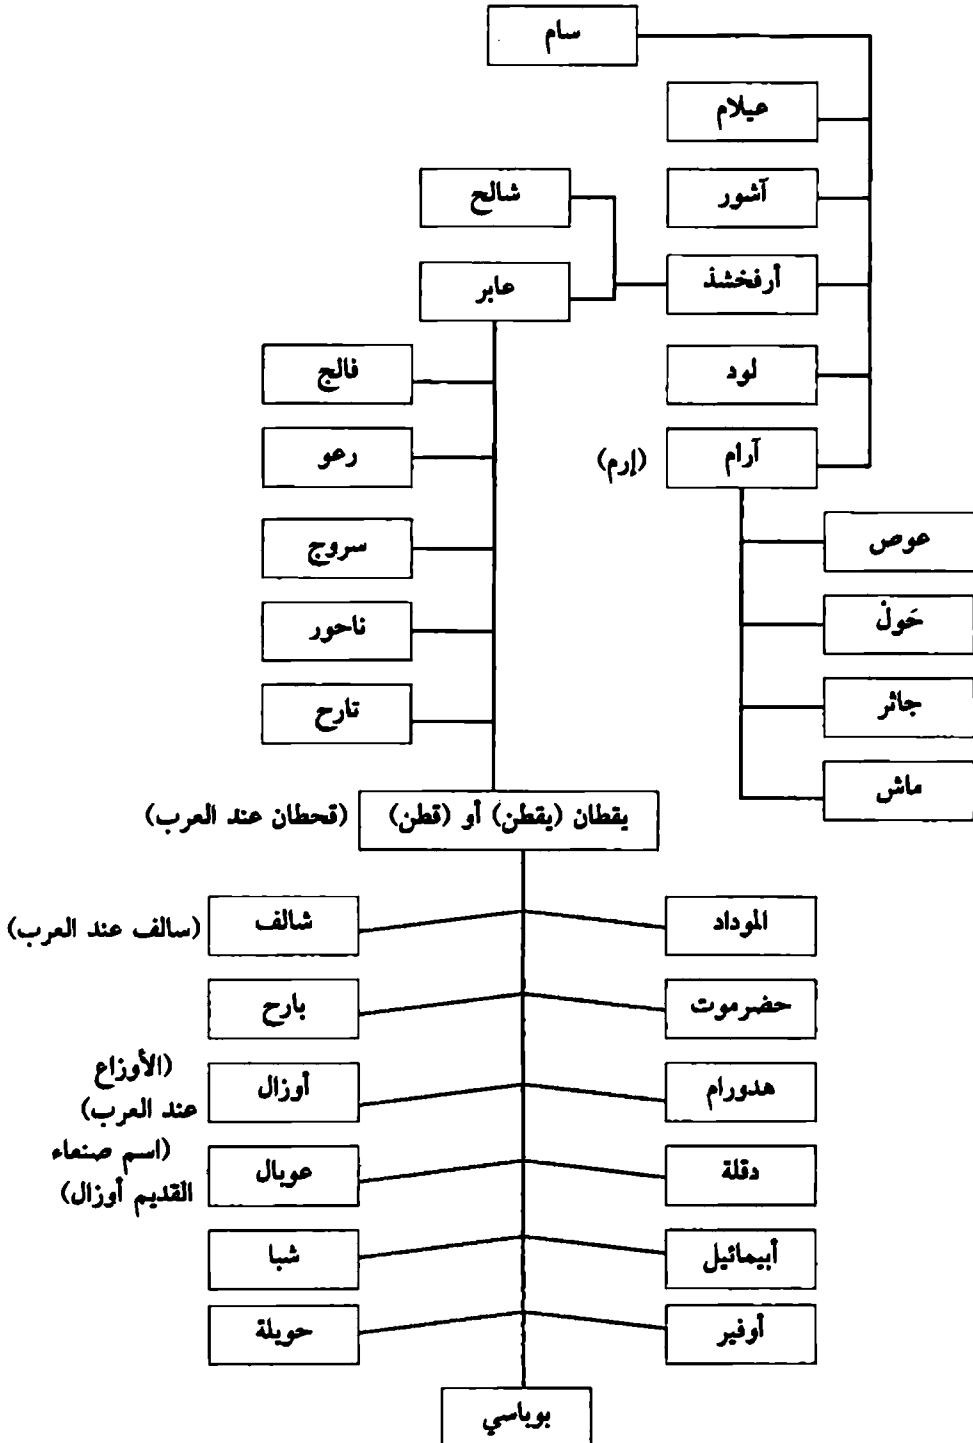 سام
عيلام
آشور
شالح
أرفخشذ
عابر
لود
فالج
آرام
(إرم)
رعو
عوص
سروج
حَولْ
ناحور
جاثر
تارح
ماش
يقطان (يقطن) أو (قطن)
(قحطان عند العرب)
الموداد
شالف
(سالف عند العرب)
حضرموت
بارح
هدورام
أوزال
(الأوزاع
عند العرب)
دقلة
عوبال
(اسم صنعاء
القديم أوزال)
أبيمائيل
شبا
أوفير
حويلة
بوباسي